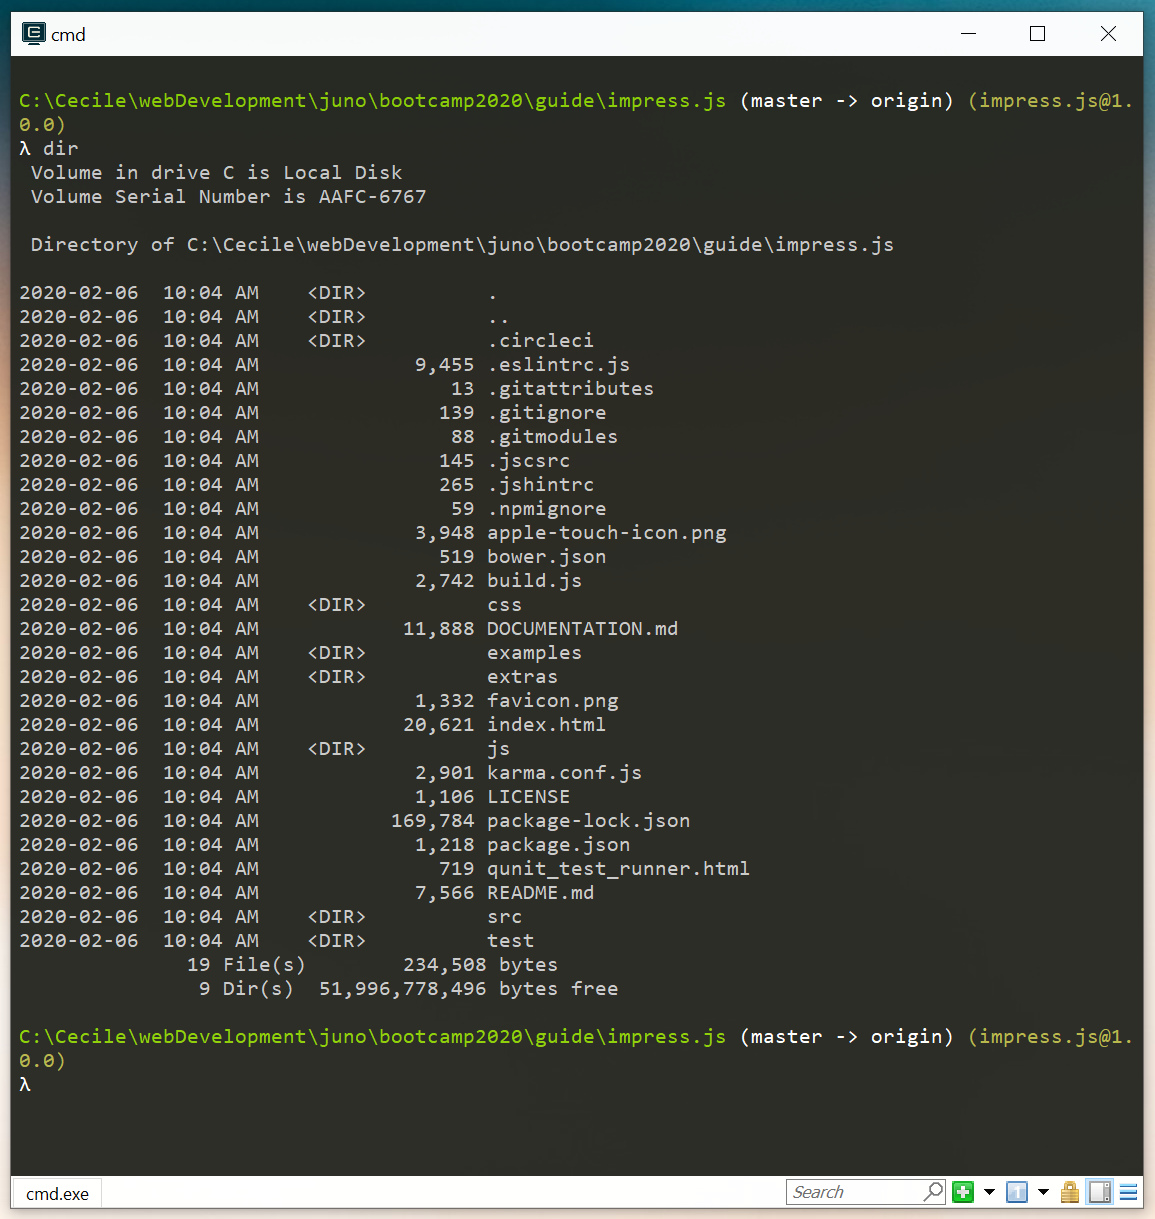 cmd
C:\Cecile\webDevelopment\juno\bootcamp2020\guide\impress.js (master -> origin) (impress.js@1.
0.0)
λ dir
 Volume in drive C is Local Disk
 Volume Serial Number is AAFC-6767
 Directory of C:\Cecile\webDevelopment\juno\bootcamp2020\guide\impress.js
2020-02-06  10:04 AM    <DIR>          .
2020-02-06  10:04 AM    <DIR>          ..
2020-02-06  10:04 AM    <DIR>          .circleci
2020-02-06  10:04 AM             9,455 .eslintrc.js
2020-02-06  10:04 AM                13 .gitattributes
2020-02-06  10:04 AM               139 .gitignore
2020-02-06  10:04 AM                88 .gitmodules
2020-02-06  10:04 AM               145 .jscsrc
2020-02-06  10:04 AM               265 .jshintrc
2020-02-06  10:04 AM                59 .npmignore
2020-02-06  10:04 AM             3,948 apple-touch-icon.png
2020-02-06  10:04 AM               519 bower.json
2020-02-06  10:04 AM             2,742 build.js
2020-02-06  10:04 AM    <DIR>          css
2020-02-06  10:04 AM            11,888 DOCUMENTATION.md
2020-02-06  10:04 AM    <DIR>          examples
2020-02-06  10:04 AM    <DIR>          extras
2020-02-06  10:04 AM             1,332 favicon.png
2020-02-06  10:04 AM            20,621 index.html
2020-02-06  10:04 AM    <DIR>          js
2020-02-06  10:04 AM             2,901 karma.conf.js
2020-02-06  10:04 AM             1,106 LICENSE
2020-02-06  10:04 AM           169,784 package-lock.json
2020-02-06  10:04 AM             1,218 package.json
2020-02-06  10:04 AM               719 qunit_test_runner.html
2020-02-06  10:04 AM             7,566 README.md
2020-02-06  10:04 AM    <DIR>          src
2020-02-06  10:04 AM    <DIR>          test
              19 File(s)        234,508 bytes
               9 Dir(s)  51,996,778,496 bytes free
C:\Cecile\webDevelopment\juno\bootcamp2020\guide\impress.js (master -> origin) (impress.js@1.
0.0)
λ
cmd.exe
Search
1